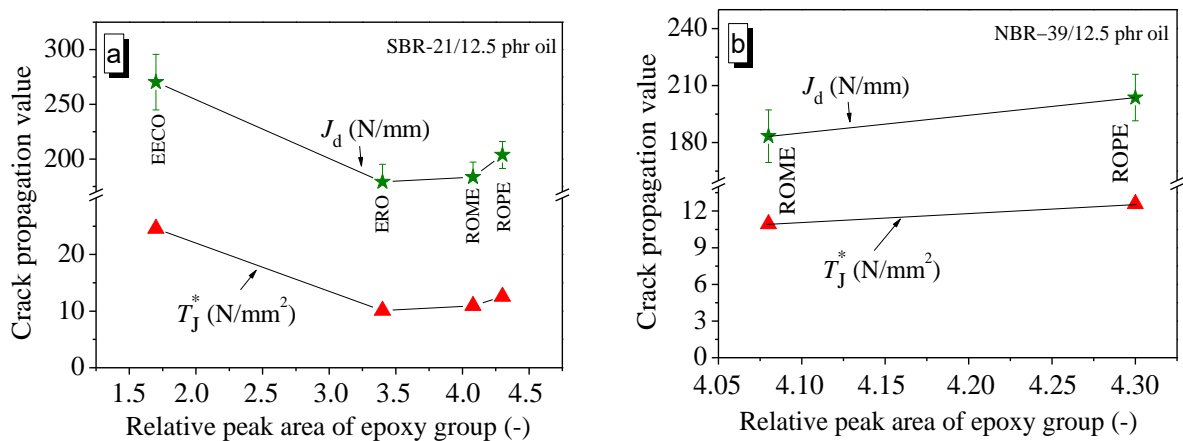 a
SBR-21/12.5 phr oil
Crack propagation value
300
250
200
20
10
0
EECO
ERO
ROME
ROPE
J_d (N/mm)
T_J^* (N/mm²)
1.5 2.0 2.5 3.0 3.5 4.0 4.5
Relative peak area of epoxy group (-)
b
NBR–39/12.5 phr oil
Crack propagation value
240
210
180
12
9
6
3
0
ROME
ROPE
J_d (N/mm)
T_J^* (N/mm²)
4.05 4.10 4.15 4.20 4.25 4.30
Relative peak area of epoxy group (-)